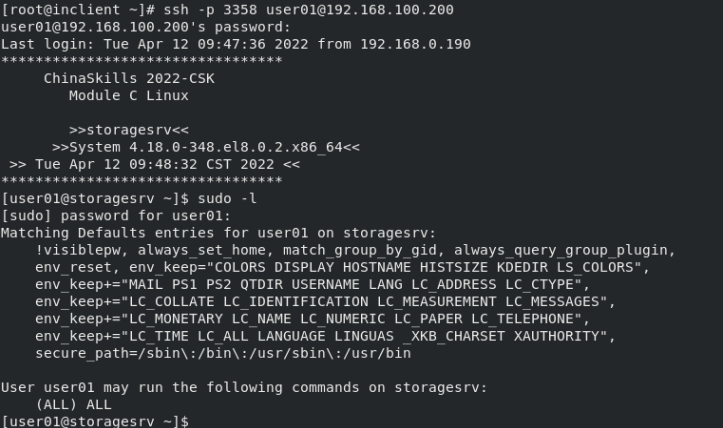 [root@inclient ~]# ssh -p 3358 user01@192.168.100.200
user01@192.168.100.200's password:
Last login: Tue Apr 12 09:47:36 2022 from 192.168.0.190
*********************************
ChinaSkills 2022-CSK
Module C Linux
>>storagesrv<<
>>System 4.18.0-348.el8.0.2.x86_64<<
>> Tue Apr 12 09:48:32 CST 2022 <<
*********************************
[user01@storagesrv ~]$ sudo -l
[sudo] password for user01:
Matching Defaults entries for user01 on storagesrv:
!visiblepw, always_set_home, match_group_by_gid, always_query_group_plugin,
env_reset, env_keep="COLORS DISPLAY HOSTNAME HISTSIZE KDEDIR LS_COLORS",
env_keep+="MAIL PS1 PS2 QTDIR USERNAME LANG LC_ADDRESS LC_CTYPE",
env_keep+="LC_COLLATE LC_IDENTIFICATION LC_MEASUREMENT LC_MESSAGES",
env_keep+="LC_MONETARY LC_NAME LC_NUMERIC LC_PAPER LC_TELEPHONE",
env_keep+="LC_TIME LC_ALL LANGUAGE LINGUAS _XKB_CHARSET XAUTHORITY",
secure_path=/sbin\:/bin\:/usr/sbin\:/usr/bin
User user01 may run the following commands on storagesrv:
(ALL) ALL
[user01@storagesrv ~]$